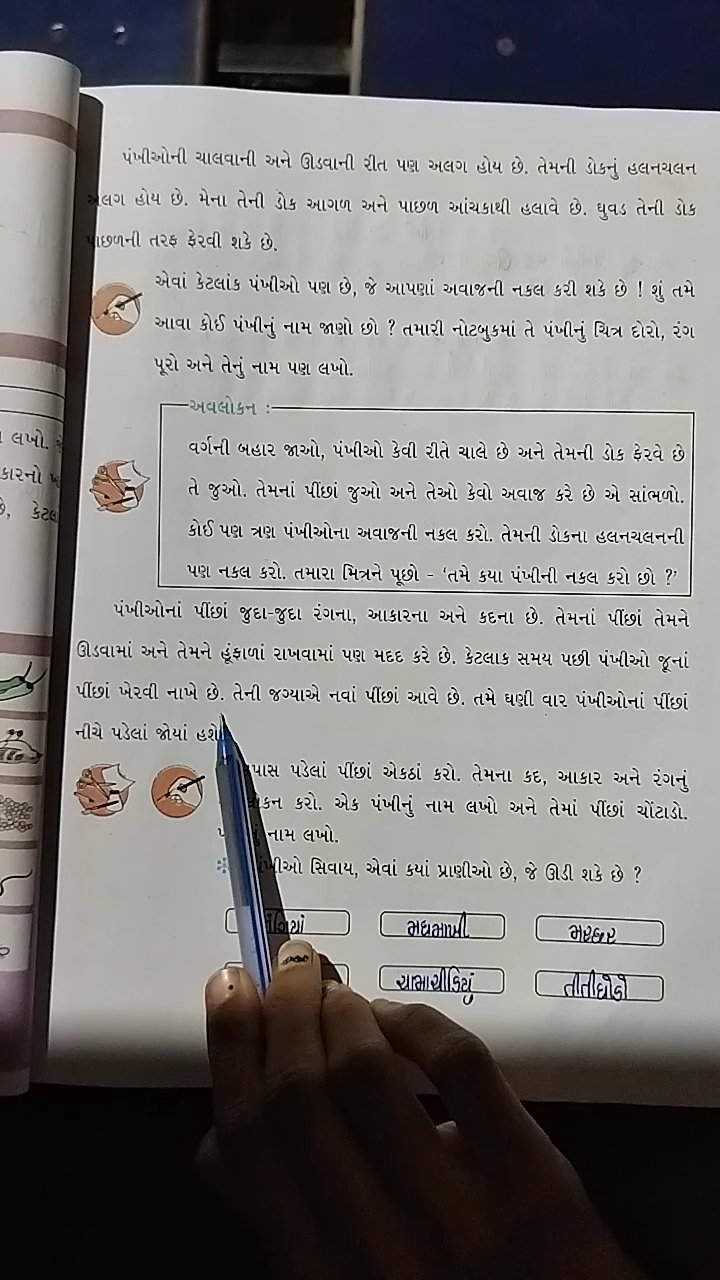 પંખીઓની ચાલવાની અને ઊડવાની રીત પણ અલગ હોય છે. તેમની ડોકનું હલનચલન
અલગ હોય છે. મેના તેની ડોક આગળ અને પાછળ આંચકાથી હલાવે છે. ઘુવડ તેની ડોક
પાછળની તરફ ફેરવી શકે છે.
એવાં કેટલાંક પંખીઓ પણ છે, જે આપણાં અવાજની નકલ કરી શકે છે ! શું તમે
આવા કોઈ પંખીનું નામ જાણો છો ? તમારી નોટબુકમાં તે પંખીનું ચિત્ર દોરો, રંગ
પૂરો અને તેનું નામ પણ લખો.
અવલોકન :
વર્ગની બહાર જાઓ, પંખીઓ કેવી રીતે ચાલે છે અને તેમની ડોક ફેરવે છે
તે જુઓ. તેમનાં પીંછાં જુઓ અને તેઓ કેવો અવાજ કરે છે એ સાંભળો.
કોઈ પણ ત્રણ પંખીઓના અવાજની નકલ કરો. તેમની ડોકના હલનચલનની
પણ નકલ કરો. તમારા મિત્રને પૂછો - ‘તમે કયા પંખીની નકલ કરો છો ?’
પંખીઓનાં પીંછાં જુદા-જુદા રંગના, આકારના અને કદના છે. તેમનાં પીંછાં તેમને
ઊડવામાં અને તેમને હૂંફાળાં રાખવામાં પણ મદદ કરે છે. કેટલાક સમય પછી પંખીઓ જૂનાં
પીંછાં ખેરવી નાખે છે. તેની જગ્યાએ નવાં પીંછાં આવે છે. તમે ઘણી વાર પંખીઓનાં પીંછાં
નીચે પડેલાં જોયાં હશે
પડેલાં પીંછાં એકઠાં કરો. તેમના કદ, આકાર અને રંગનું
કરો. એક પંખીનું નામ લખો અને તેમાં પીંછાં ચોંટાડો.
નામ લખો.
પંખીઓ સિવાય, એવાં કયાં પ્રાણીઓ છે, જે ઊડી શકે છે ?
મધમાખી મચ્છર
ચામાચીડિયું તીતીઘોડો
લખો.